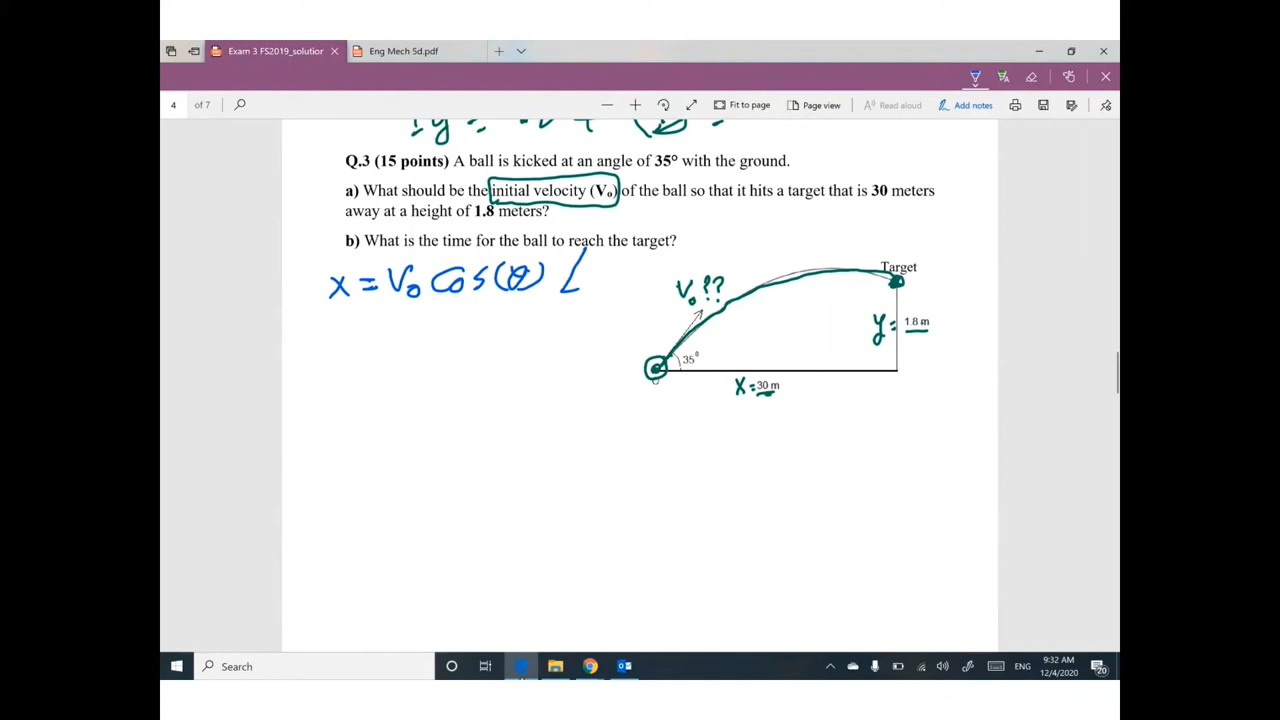 Exam 3 FS2019_solutior
Eng Mech 5d.pdf
4 of 7
Fit to page
Page view
Read aloud
Add notes
Q.3 (15 points) A ball is kicked at an angle of 35° with the ground.
a) What should be the initial velocity (Vₒ) of the ball so that it hits a target that is 30 meters
away at a height of 1.8 meters?
b) What is the time for the ball to reach the target?
x = V₀ Cos(θ)
Target
V₀ ??
y = 1.8 m
35⁰
x = 30 m
Search
ENG
9:32 AM
12/4/2020
20